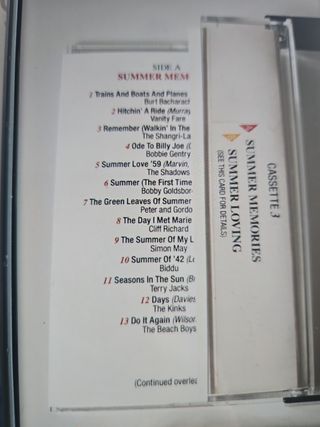 SIDE A
SUMMER MEM
1 Trains And Boats And Planes
Burt Bacharach
2 Hitchin' A Ride (Murray
Vanity Fare
3 Remember (Walkin' In The
The Shangri-La
4 Ode To Billy Joe (
Bobbie Gentry
5 Summer Love '59 (Marvin,
The Shadows
6 Summer (The First Time
Bobby Goldsbor
7 The Green Leaves Of Summer
Peter and Gordo
8 The Day I Met Marie
Cliff Richard
9 The Summer Of My L
Simon May
10 Summer Of '42 (Le
Biddu
11 Seasons In The Sun (B
Terry Jacks
12 Days (Davies
The Kinks
13 Do It Again (Wilson
The Beach Boys
(Continued overlea
CASSETTE 3
SUMMER MEMORIES
SUMMER LOVING
(SEE THIS CARD FOR DETAILS)